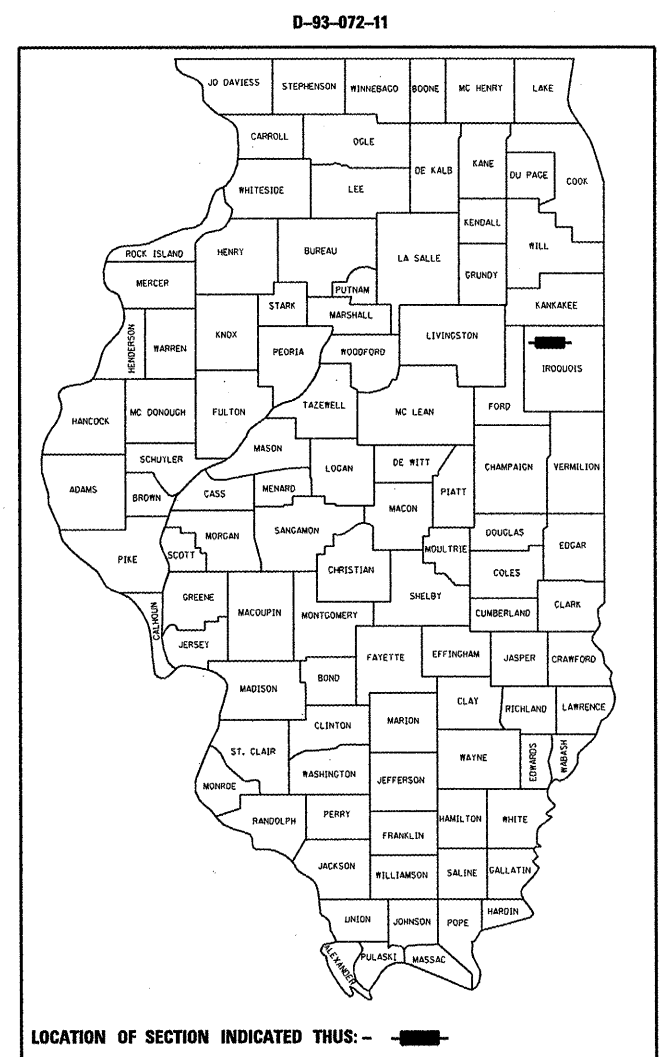 D-93-072-11
JO DAVIESS
STEPHENSON
WINNEBAGO
BOONE
MC HENRY
LAKE
CARROLL
OGLE
DE KALB
KANE
DU PAGE
COOK
WHITESIDE
LEE
KENDALL
WILL
ROCK ISLAND
HENRY
BUREAU
LA SALLE
GRUNDY
MERCER
PUTNAM
STARK
MARSHALL
KANKAKEE
HENDERSON
WARREN
KNOX
PEORIA
WOODFORD
LIVINGSTON
IROQUOIS
HANCOCK
MC DONOUGH
FULTON
TAZEWELL
MC LEAN
FORD
MASON
SCHUYLER
LOGAN
DE WITT
CHAMPAIGN
VERMILION
ADAMS
BROWN
CASS
MENARD
PIATT
MACON
MORGAN
SANGAMON
DOUGLAS
EDGAR
PIKE
SCOTT
CHRISTIAN
MOULTRIE
COLES
GREENE
MACOUPIN
MONTGOMERY
SHELBY
CUMBERLAND
CLARK
CALHOUN
JERSEY
FAYETTE
EFFINGHAM
JASPER
CRAWFORD
MADISON
BOND
CLAY
RICHLAND
LAWRENCE
CLINTON
MARION
ST. CLAIR
WAYNE
EDWARDS
WABASH
MONROE
WASHINGTON
JEFFERSON
RANDOLPH
PERRY
HAMILTON
WHITE
FRANKLIN
JACKSON
WILLIAMSON
SALINE
GALLATIN
UNION
JOHNSON
POPE
HARDIN
ALEXANDER
PULASKI
MASSAC
LOCATION OF SECTION INDICATED THUS: -